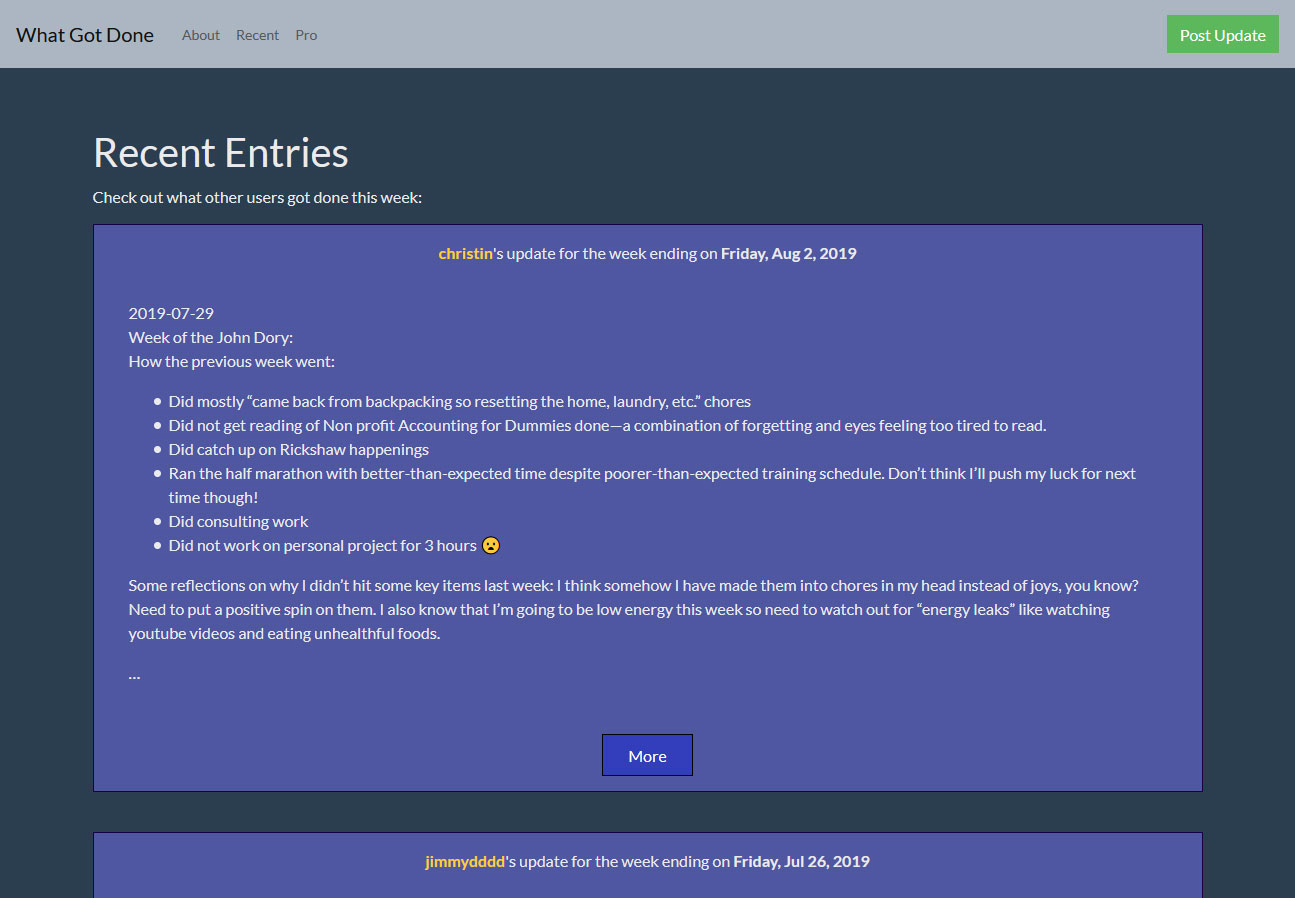 What Got Done About Recent Pro Post Update
Recent Entries
Check out what other users got done this week:
christin's update for the week ending on Friday, Aug 2, 2019
2019-07-29
Week of the John Dory:
How the previous week went:
Did mostly “came back from backpacking so resetting the home, laundry, etc.” chores
Did not get reading of Non profit Accounting for Dummies done—a combination of forgetting and eyes feeling too tired to read.
Did catch up on Rickshaw happenings
Ran the half marathon with better-than-expected time despite poorer-than-expected training schedule. Don’t think I’ll push my luck for next
time though!
Did consulting work
Did not work on personal project for 3 hours 😦
Some reflections on why I didn’t hit some key items last week: I think somehow I have made them into chores in my head instead of joys, you know?
Need to put a positive spin on them. I also know that I’m going to be low energy this week so need to watch out for “energy leaks” like watching
youtube videos and eating unhealthful foods.
...
More
jimmydddd's update for the week ending on Friday, Jul 26, 2019